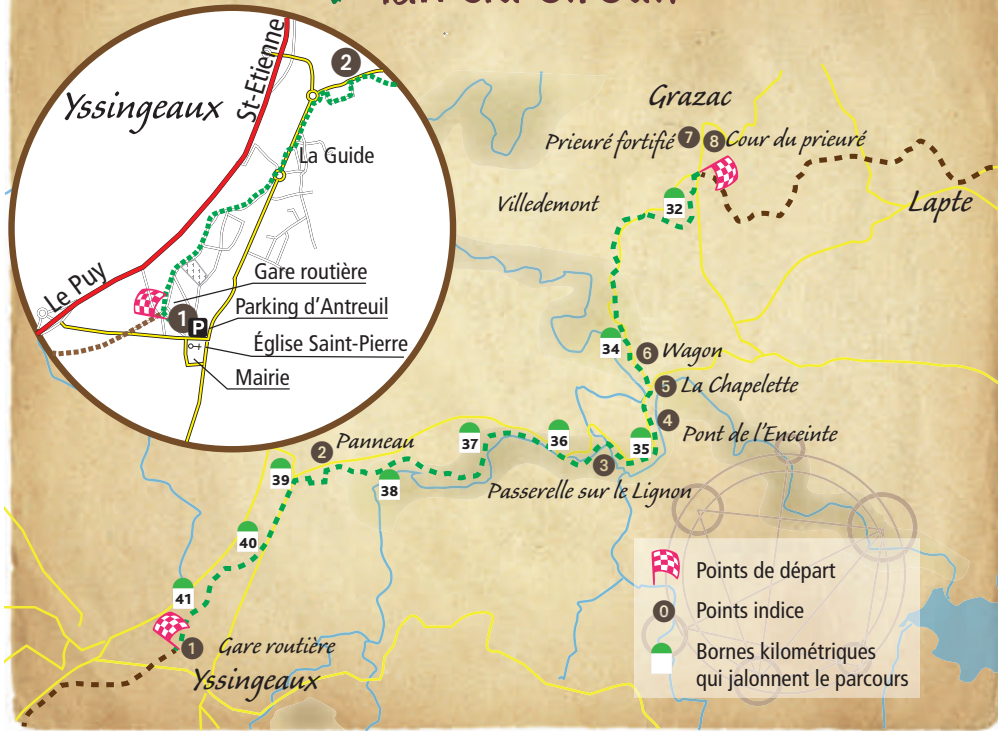 Yssingeaux
St-Etienne
2
La Guide
Le Puy
Gare routière
1
P
Parking d'Antreuil
Église Saint-Pierre
Mairie
Grazac
Prieuré fortifié 7
8 Cour du prieuré
Villedemont
32
Lapte
34
6 Wagon
5 La Chapelette
4
Pont de l'Enceinte
35
36
37
3
Passerelle sur le Lignon
2 Panneau
38
39
40
41
1 Gare routière
Yssingeaux
Points de départ
0 Points indice
Bornes kilométriques
qui jalonnent le parcours